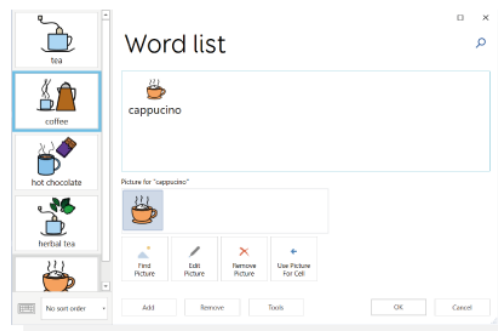 tea
coffee
hot chocolate
herbal tea
No sort order
Word list
cappucino
Picture for "cappucino"
Find Picture
Edit Picture
Remove Picture
Use Picture For Cell
Add
Remove
Tools
OK
Cancel